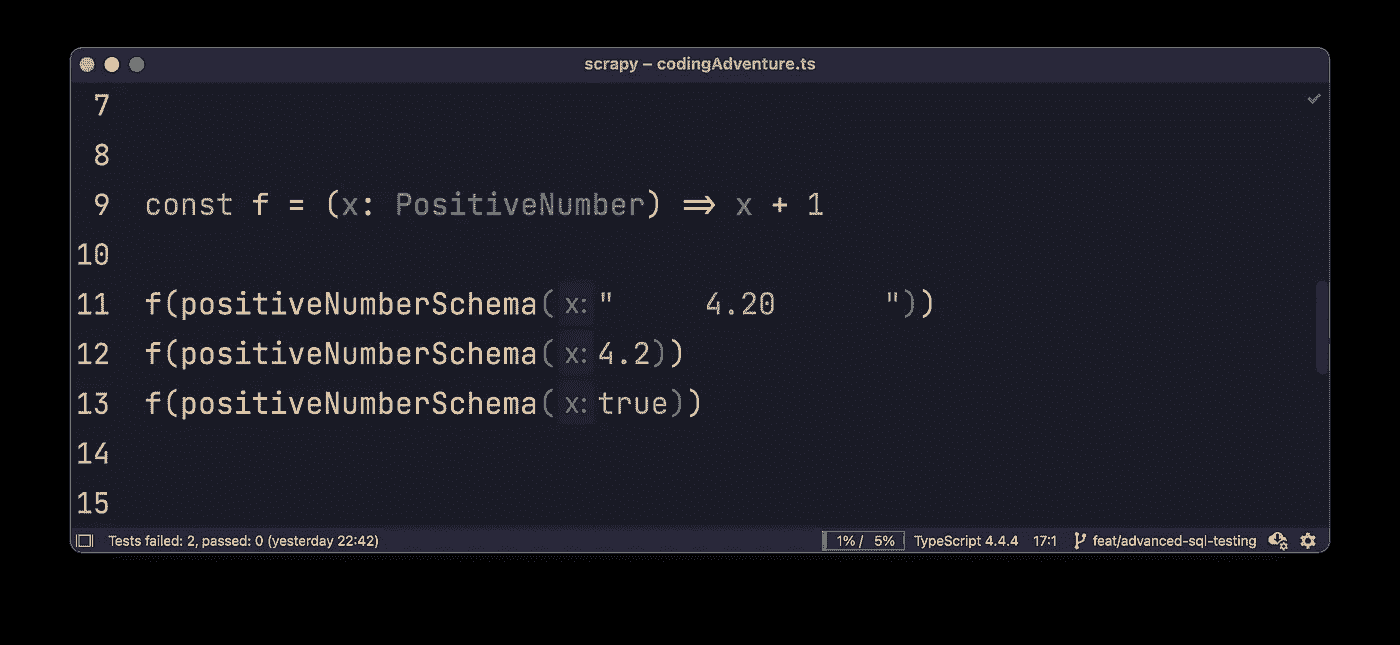 scrapy – codingAdventure.ts
7
8
9 const f = (x: PositiveNumber) => x + 1
10
11 f(positiveNumberSchema( x: "     4.20      "))
12 f(positiveNumberSchema( x: 4.2))
13 f(positiveNumberSchema( x: true))
14
15
Tests failed: 2, passed: 0 (yesterday 22:42) 1% / 5% TypeScript 4.4.4 17:1 feat/advanced-sql-testing